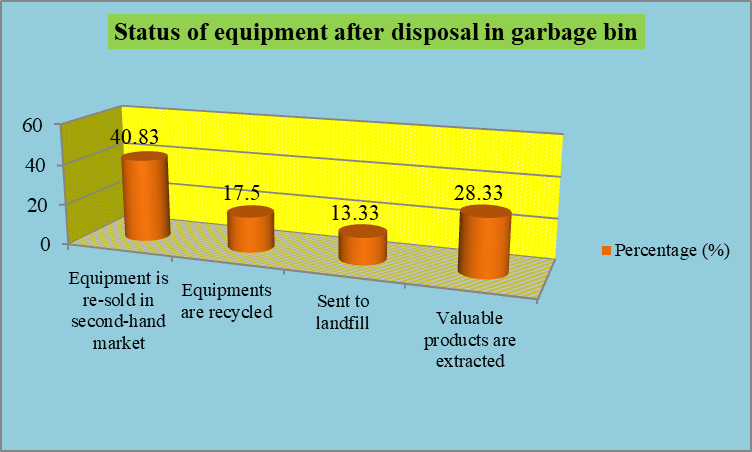 Status of equipment after disposal in garbage bin
60
40
20
0
40.83
17.5
13.33
28.33
Equipment is
re-sold in
second-hand
market
Equipments
are recycled
Sent to
landfill
Valuable
products are
extracted
Percentage (%)